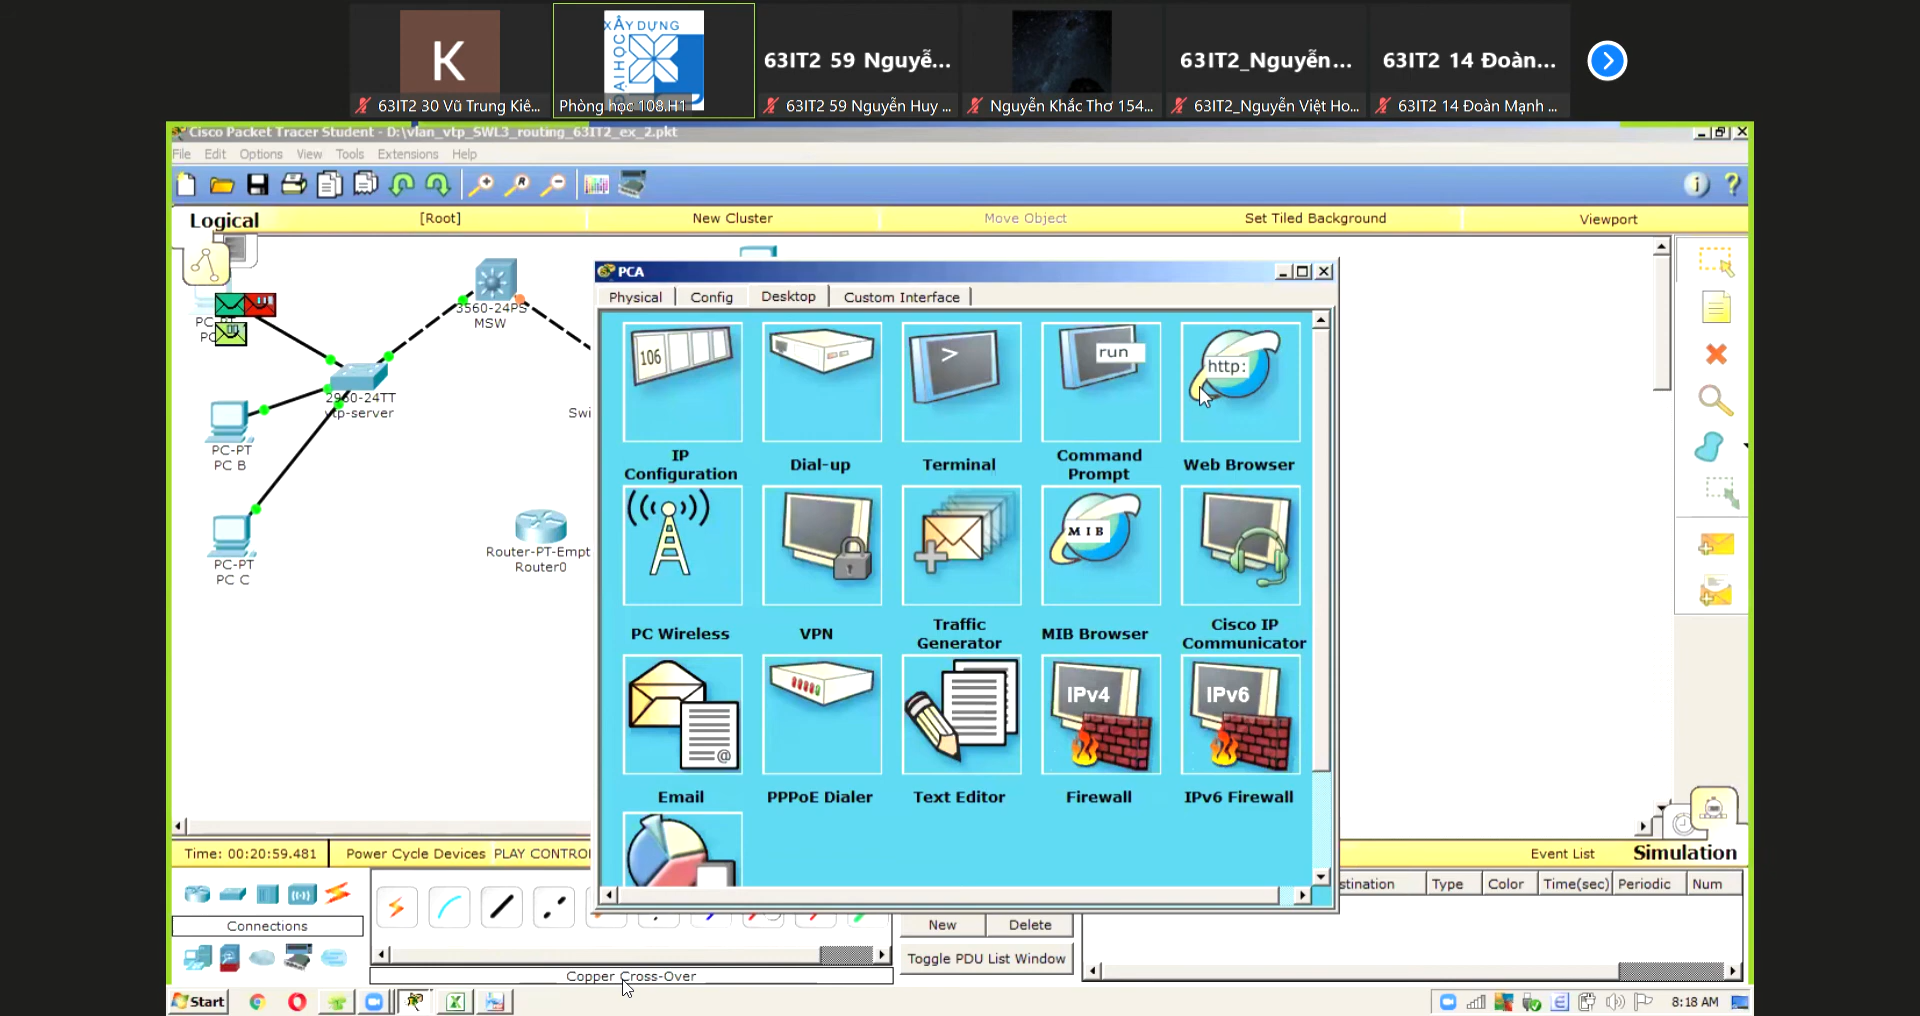 K
XÂY DỰNG
ĐẠI HỌC
63IT2 59 Nguyễ...
63IT2_Nguyễn...
63IT2 14 Đoàn...
63IT2 30 Vũ Trung Kiê...
Phòng học 108.H1
63IT2 59 Nguyễn Huy ...
Nguyễn Khắc Thơ 154...
63IT2_Nguyễn Việt Ho...
63IT2 14 Đoàn Mạnh ...
Cisco Packet Tracer Student - D:\vlan_vtp_SWL3_routing_63IT2_ex_2.pkt
File Edit Options View Tools Extensions Help
Logical
[Root]
New Cluster
Move Object
Set Tiled Background
Viewport
3560-24PS
MSW
2960-24TT
vtp-server
PC-PT
PC B
PC-PT
PC C
Swi
Router-PT-Empt
Router0
PCA
Physical
Config
Desktop
Custom Interface
106
>
run
http:
IP
Configuration
Dial-up
Terminal
Command
Prompt
Web Browser
MIB
PC Wireless
VPN
Traffic
Generator
MIB Browser
Cisco IP
Communicator
@
IPv4
IPv6
Email
PPPoE Dialer
Text Editor
Firewall
IPv6 Firewall
Time: 00:20:59.481
Power Cycle Devices
PLAY CONTROL
Event List
Simulation
stination
Type
Color
Time(sec)
Periodic
Num
Connections
New
Delete
Toggle PDU List Window
Copper Cross-Over
Start
8:18 AM